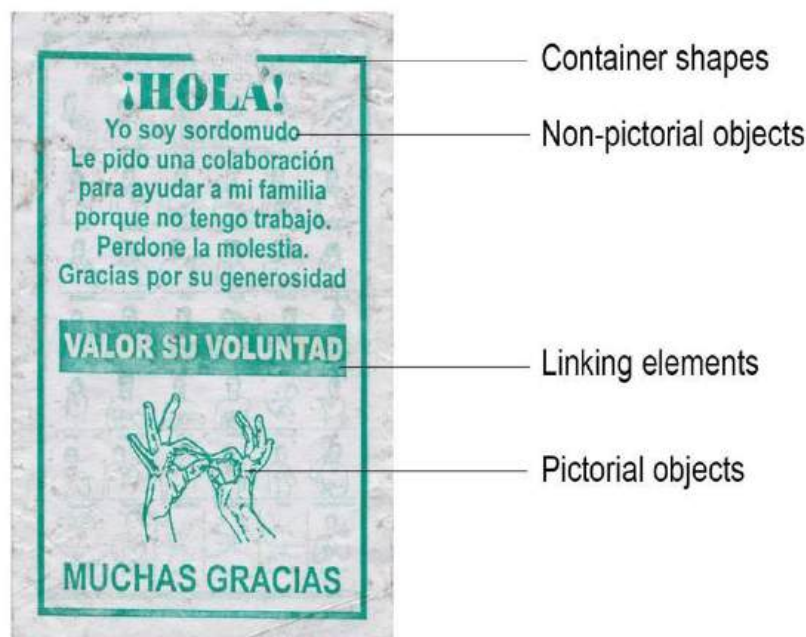 ¡HOLA!
Yo soy sordomudo
Le pido una colaboración
para ayudar a mi familia
porque no tengo trabajo.
Perdone la molestia.
Gracias por su generosidad
VALOR SU VOLUNTAD
MUCHAS GRACIAS
Container shapes
Non-pictorial objects
Linking elements
Pictorial objects